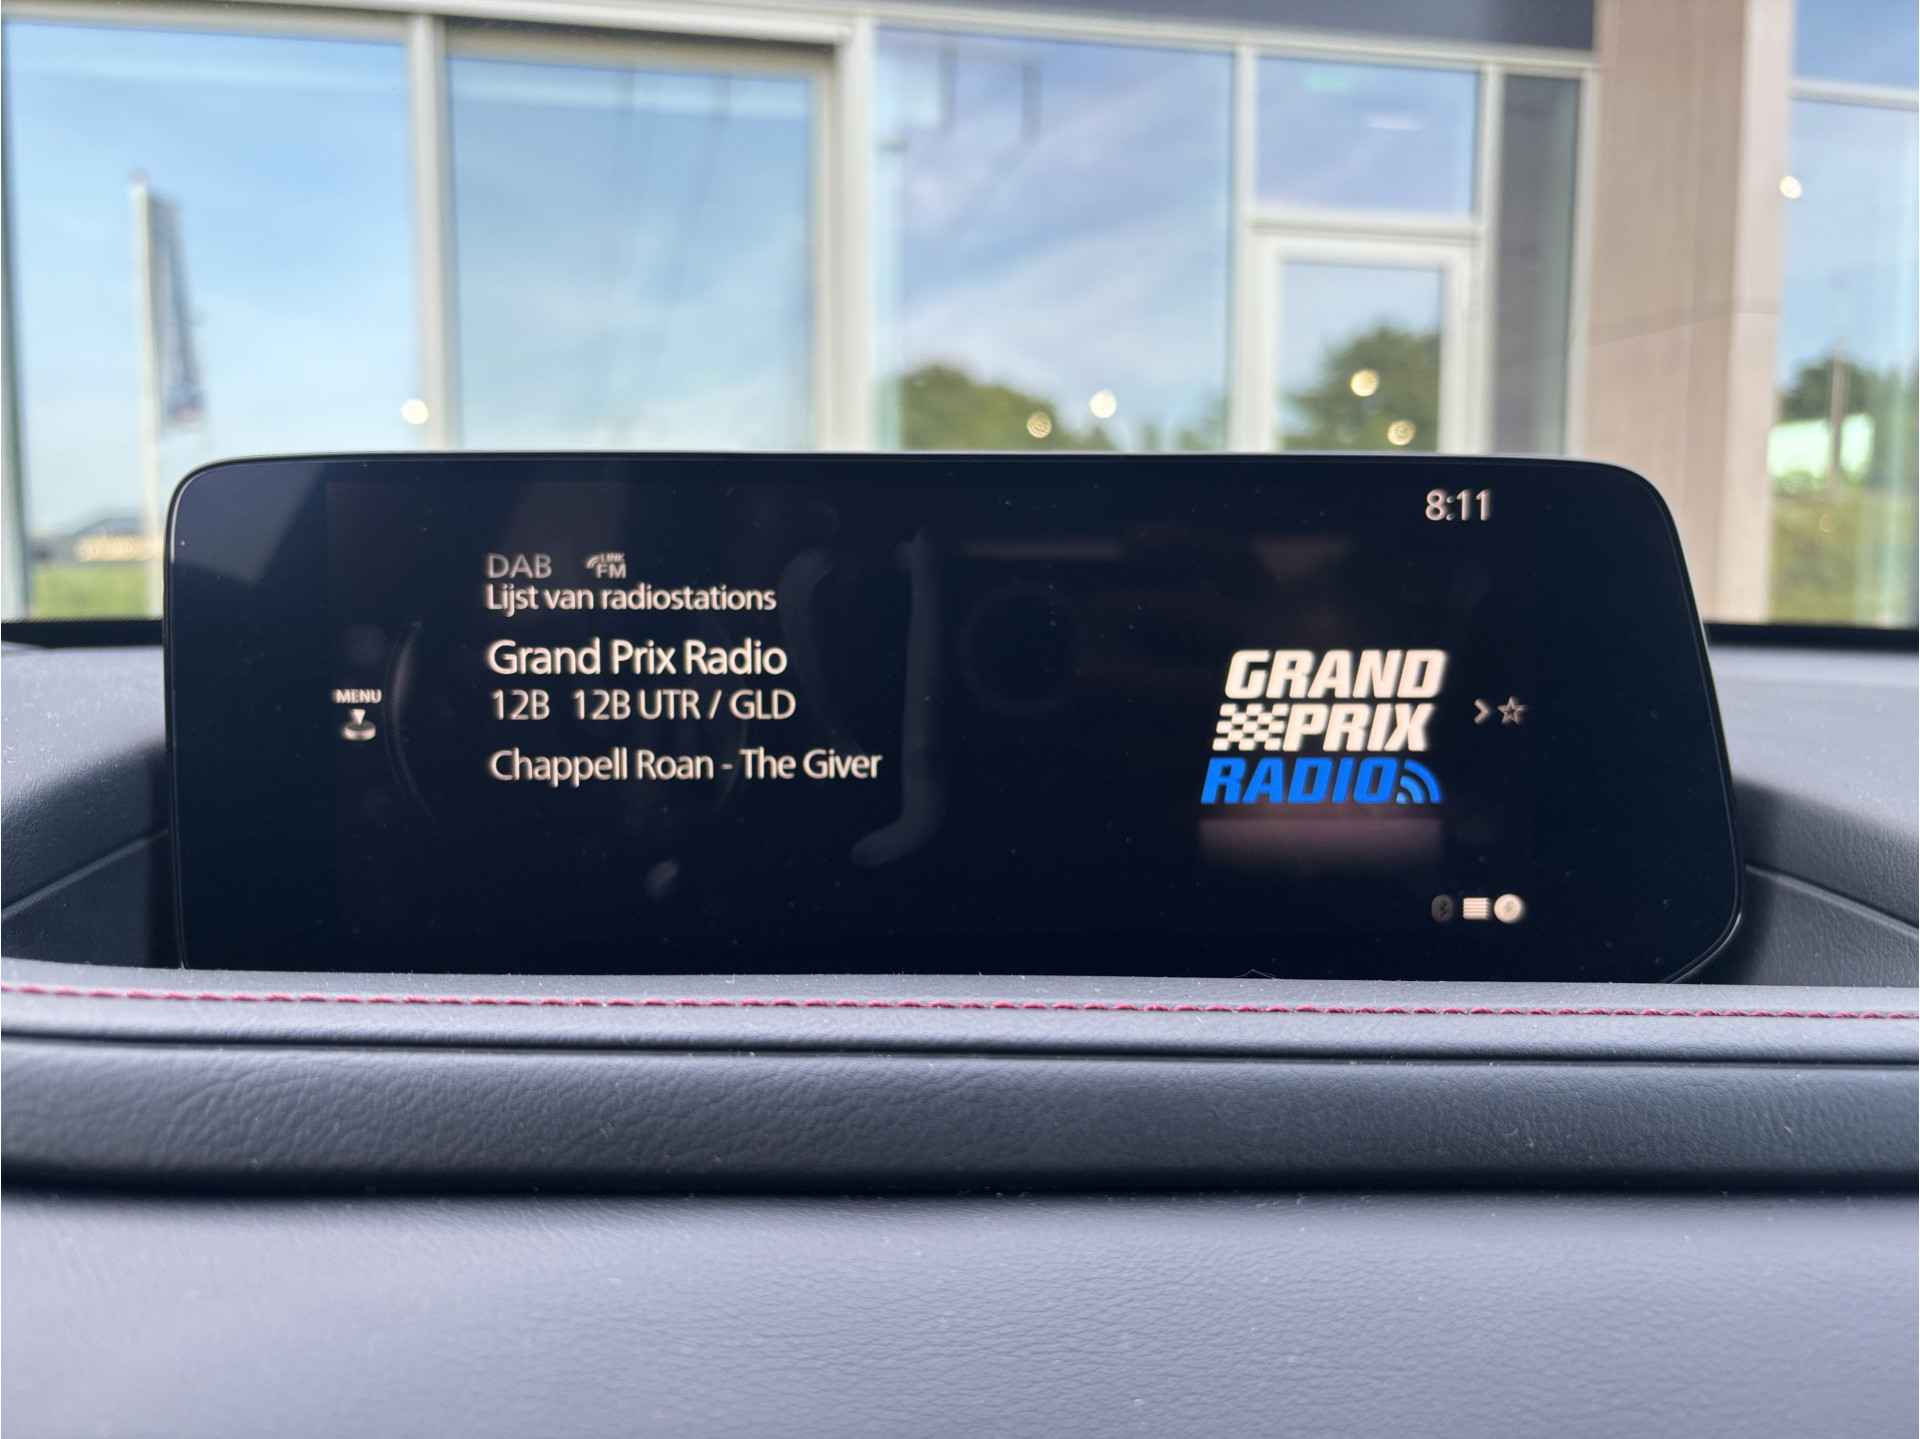 8:11
DAB LINK FM
Lijst van radiostations
Grand Prix Radio
12B 12B UTR / GLD
Chappell Roan - The Giver
MENU
GRAND
PRIX
RADIO